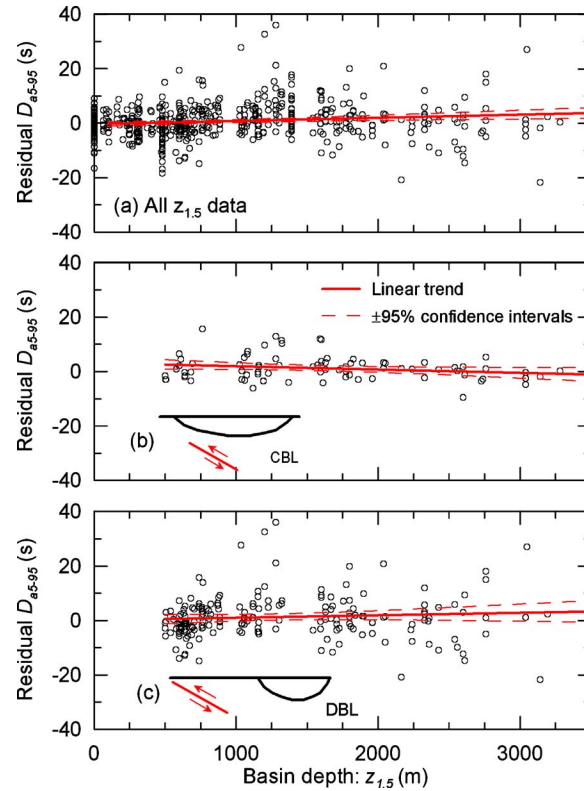 40
20
0
-20
-40
Residual Da5-95 (s)
(a) All z1.5 data
40
20
0
-20
-40
Residual Da5-95 (s)
Linear trend
±95% confidence intervals
(b)
CBL
40
20
0
-20
-40
Residual Da5-95 (s)
(c)
DBL
0 1000 2000 3000
Basin depth: z1.5 (m)